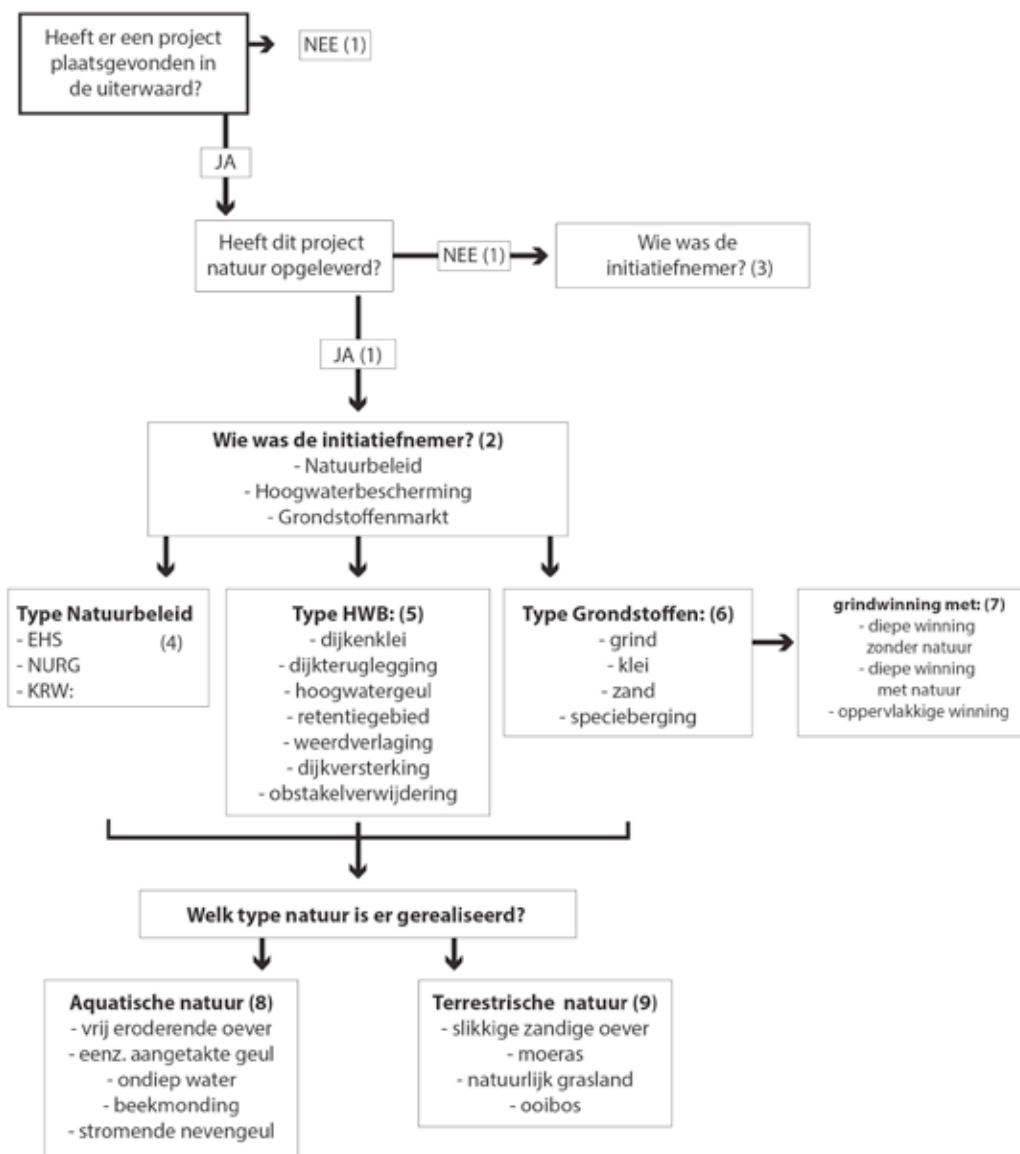 Heeft er een project
plaatsgevonden in
de uiterwaard?
NEE (1)
JA
Heeft dit project
natuur opgeleverd?
NEE (1)
Wie was de
initiatiefnemer? (3)
JA (1)
Wie was de initiatiefnemer? (2)
- Natuurbeleid
- Hoogwaterbescherming
- Grondstoffenmarkt
Type Natuurbeleid
- EHS (4)
- NURG
- KRW:
Type HWB: (5)
- dijkenklei
- dijkteruglegging
- hoogwatergeul
- retentiegebied
- weerdverlaging
- dijkversterking
- obstakelverwijdering
Type Grondstoffen: (6)
- grind
- klei
- zand
- specieberging
grindwinning met: (7)
- diepe winning
zonder natuur
- diepe winning
met natuur
- oppervlakkige winning
Welk type natuur is er gerealiseerd?
Aquatische natuur (8)
- vrij eroderende oever
- eenz. aangetakte geul
- ondiep water
- beekmonding
- stromende nevengeul
Terrestrische natuur (9)
- slikkige zandige oever
- moeras
- natuurlijk grasland
- ooibos